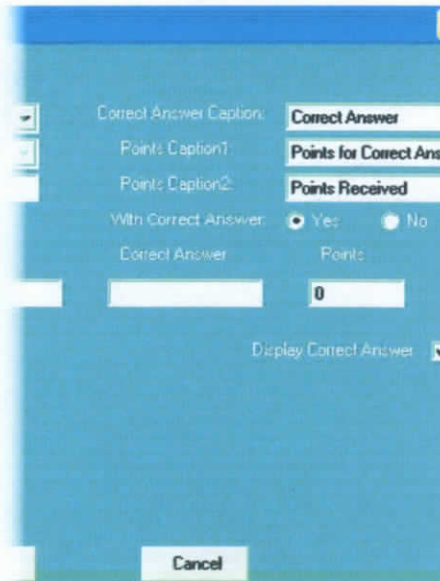 Correct Answer Caption: Correct Answer
Points Caption1: Points for Correct Ans
Points Caption2: Points Received
With Correct Answer: Yes No
Correct Answer Points
0
Display Correct Answer
Cancel